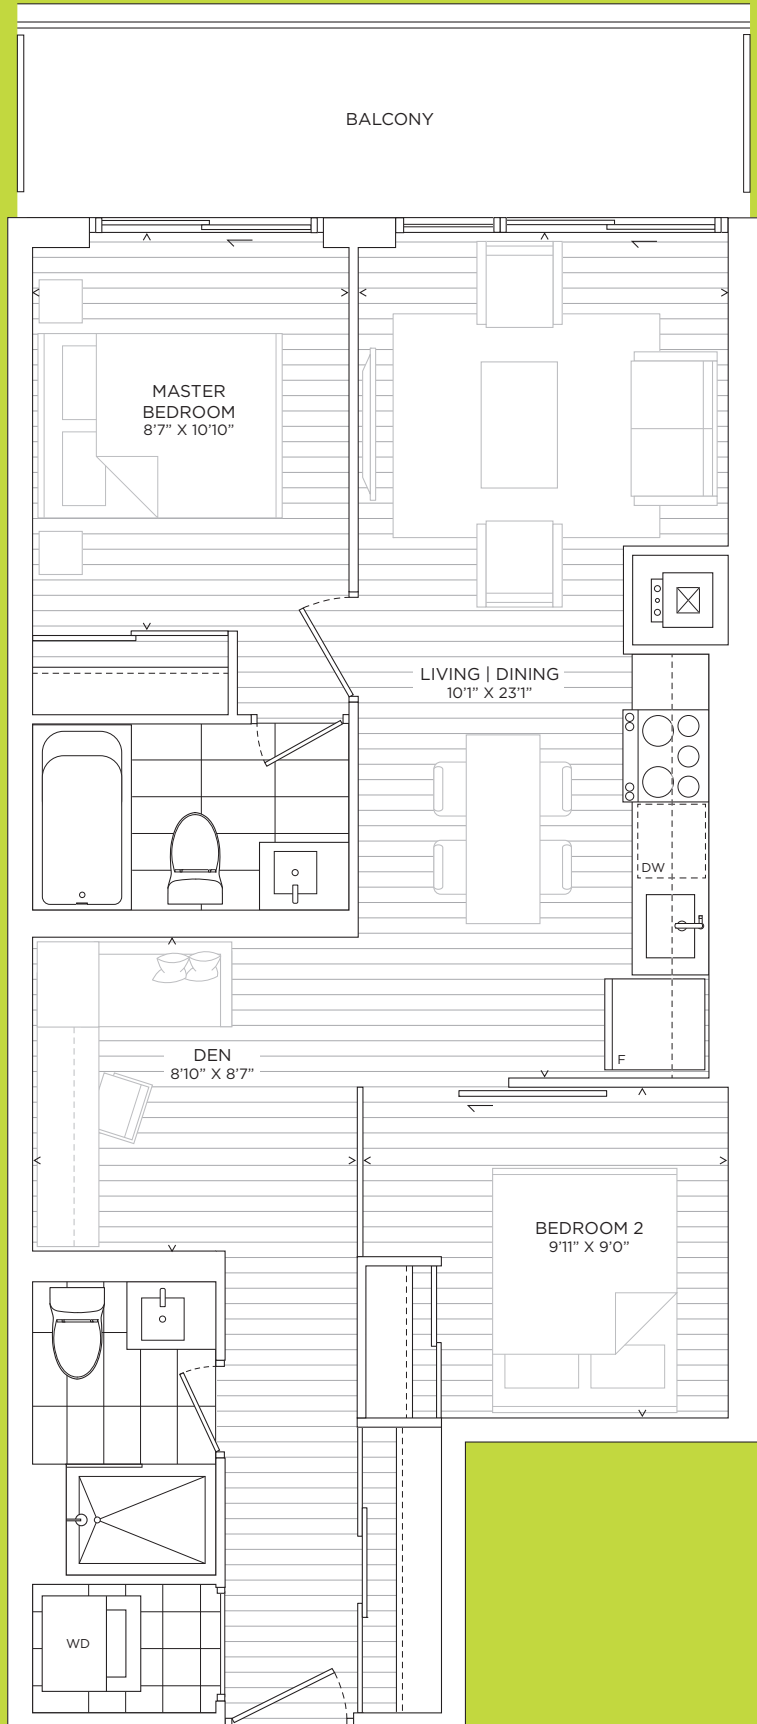 BALCONY
MASTER
BEDROOM
8’7” X 10’10”
LIVING | DINING
10’1” X 23’1”
DW
F
DEN
8’10” X 8’7”
BEDROOM 2
9’11” X 9’0”
WD